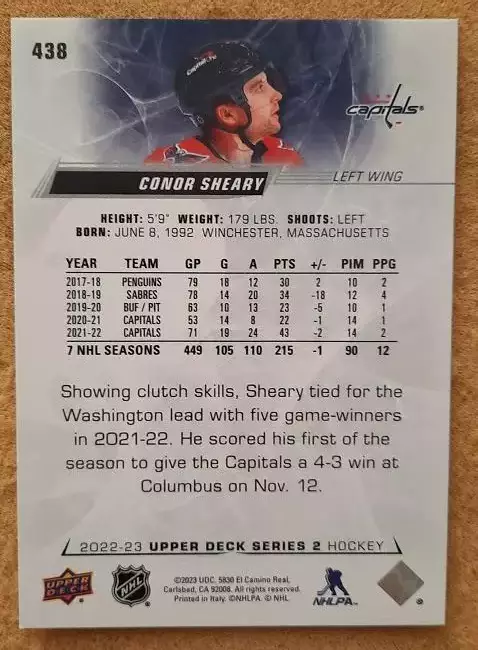 438
Capitals
capitals
CONOR SHEARY
LEFT WING
HEIGHT: 5'9" WEIGHT: 179 LBS. SHOOTS: LEFT
BORN: JUNE 8, 1992 WINCHESTER, MASSACHUSETTS
YEAR TEAM GP G A PTS +/- PIM PPG
2017-18 PENGUINS 79 18 12 30 2 10 2
2018-19 SABRES 78 14 20 34 -18 12 4
2019-20 BUF / PIT 63 10 13 23 -5 10 1
2020-21 CAPITALS 53 14 8 22 -1 14 1
2021-22 CAPITALS 71 19 24 43 -2 14 2
7 NHL SEASONS 449 105 110 215 -1 90 12
Showing clutch skills, Sheary tied for the
Washington lead with five game-winners
in 2021-22. He scored his first of the
season to give the Capitals a 4-3 win at
Columbus on Nov. 12.
2022-23 UPPER DECK SERIES 2 HOCKEY
UPPER DECK
NHL
©2023 UDC, 5830 El Camino Real,
Carlsbad, CA 92008. All Rights Reserved.
Printed in Italy. ©NHLPA. © NHL.
NHLPA